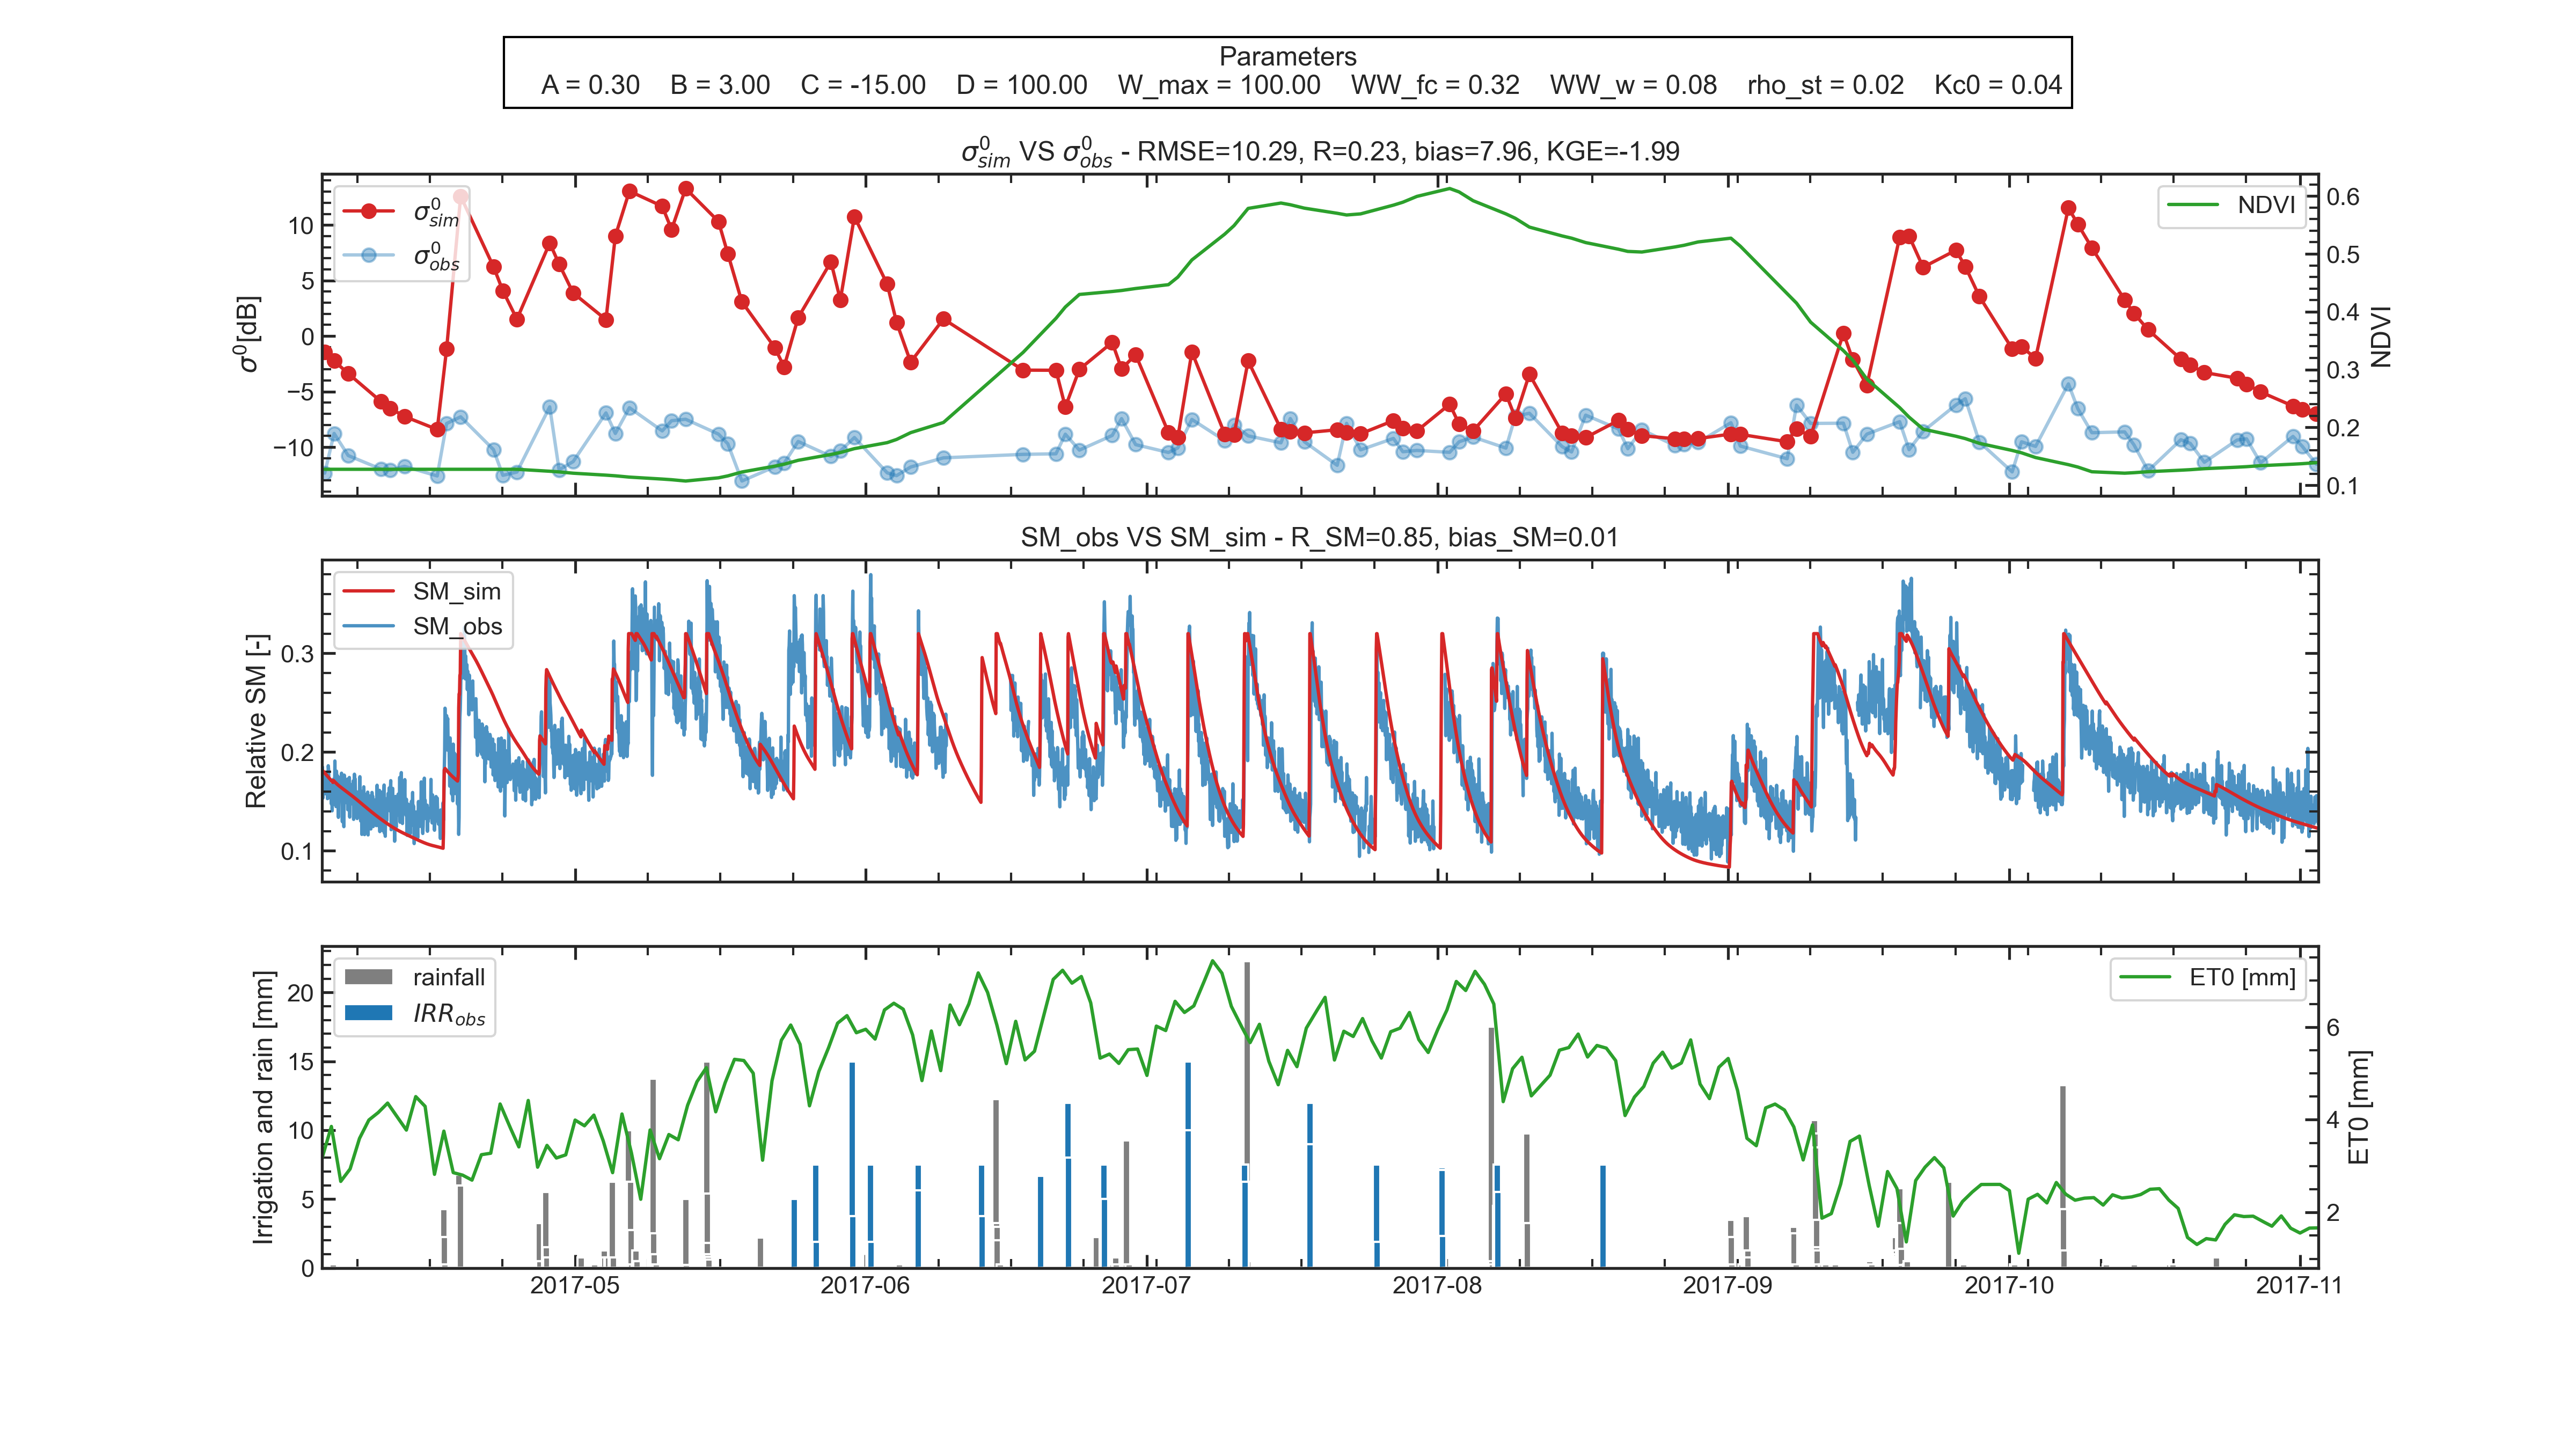 Parameters
A = 0.30 B = 3.00 C = -15.00 D = 100.00 W_max = 100.00 WW_fc = 0.32 WW_w = 0.08 rho_st = 0.02 Kc0 = 0.04
σ⁰sim VS σ⁰obs - RMSE=10.29, R=0.23, bias=7.96, KGE=-1.99
σ⁰sim
σ⁰obs
NDVI
σ⁰[dB]
10
5
0
−5
−10
0.6
0.5
0.4
0.3
0.2
0.1
NDVI
SM_obs VS SM_sim - R_SM=0.85, bias_SM=0.01
SM_sim
SM_obs
Relative SM [-]
0.3
0.2
0.1
rainfall
IRRobs
ET0 [mm]
Irrigation and rain [mm]
20
15
10
5
0
6
4
2
ET0 [mm]
2017-05 2017-06 2017-07 2017-08 2017-09 2017-10 2017-11